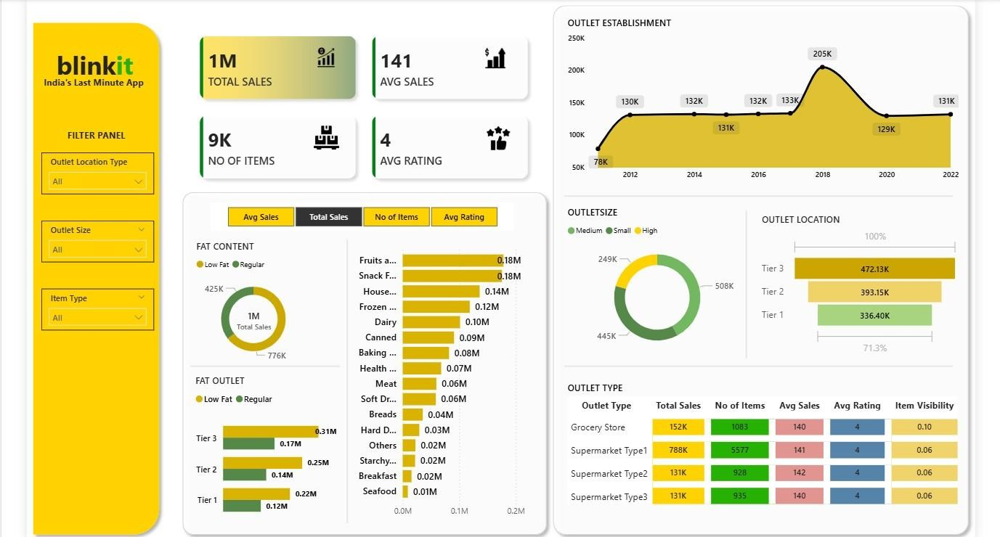 blinkit
India's Last Minute App
FILTER PANEL
Outlet Location Type
All
Outlet Size
All
Item Type
All
1M
TOTAL SALES
141
AVG SALES
9K
NO OF ITEMS
4
AVG RATING
Avg Sales Total Sales No of Items Avg Rating
FAT CONTENT
Low Fat Regular
425K
1M
Total Sales
776K
FAT OUTLET
Low Fat Regular
Tier 3 0.31M
0.17M
Tier 2 0.25M
0.14M
Tier 1 0.22M
0.12M
Fruits a... 0.18M
Snack F... 0.18M
House... 0.14M
Frozen ... 0.12M
Dairy 0.10M
Canned 0.09M
Baking ... 0.08M
Health ... 0.07M
Meat 0.06M
Soft Dr... 0.06M
Breads 0.04M
Hard D... 0.03M
Others 0.02M
Starchy... 0.02M
Breakfast 0.02M
Seafood 0.01M
0.0M 0.1M 0.2M
OUTLET ESTABLISHMENT
250K
200K
150K
100K
50K
78K
130K
132K
131K
132K
133K
205K
129K
131K
2012 2014 2016 2018 2020 2022
OUTLETSIZE
Medium Small High
249K
508K
445K
OUTLET LOCATION
100%
Tier 3 472.13K
Tier 2 393.15K
Tier 1 336.40K
71.3%
OUTLET TYPE
Outlet Type Total Sales No of Items Avg Sales Avg Rating Item Visibility
Grocery Store 152K 1083 140 4 0.10
Supermarket Type1 788K 5577 141 4 0.06
Supermarket Type2 131K 928 142 4 0.06
Supermarket Type3 131K 935 140 4 0.06